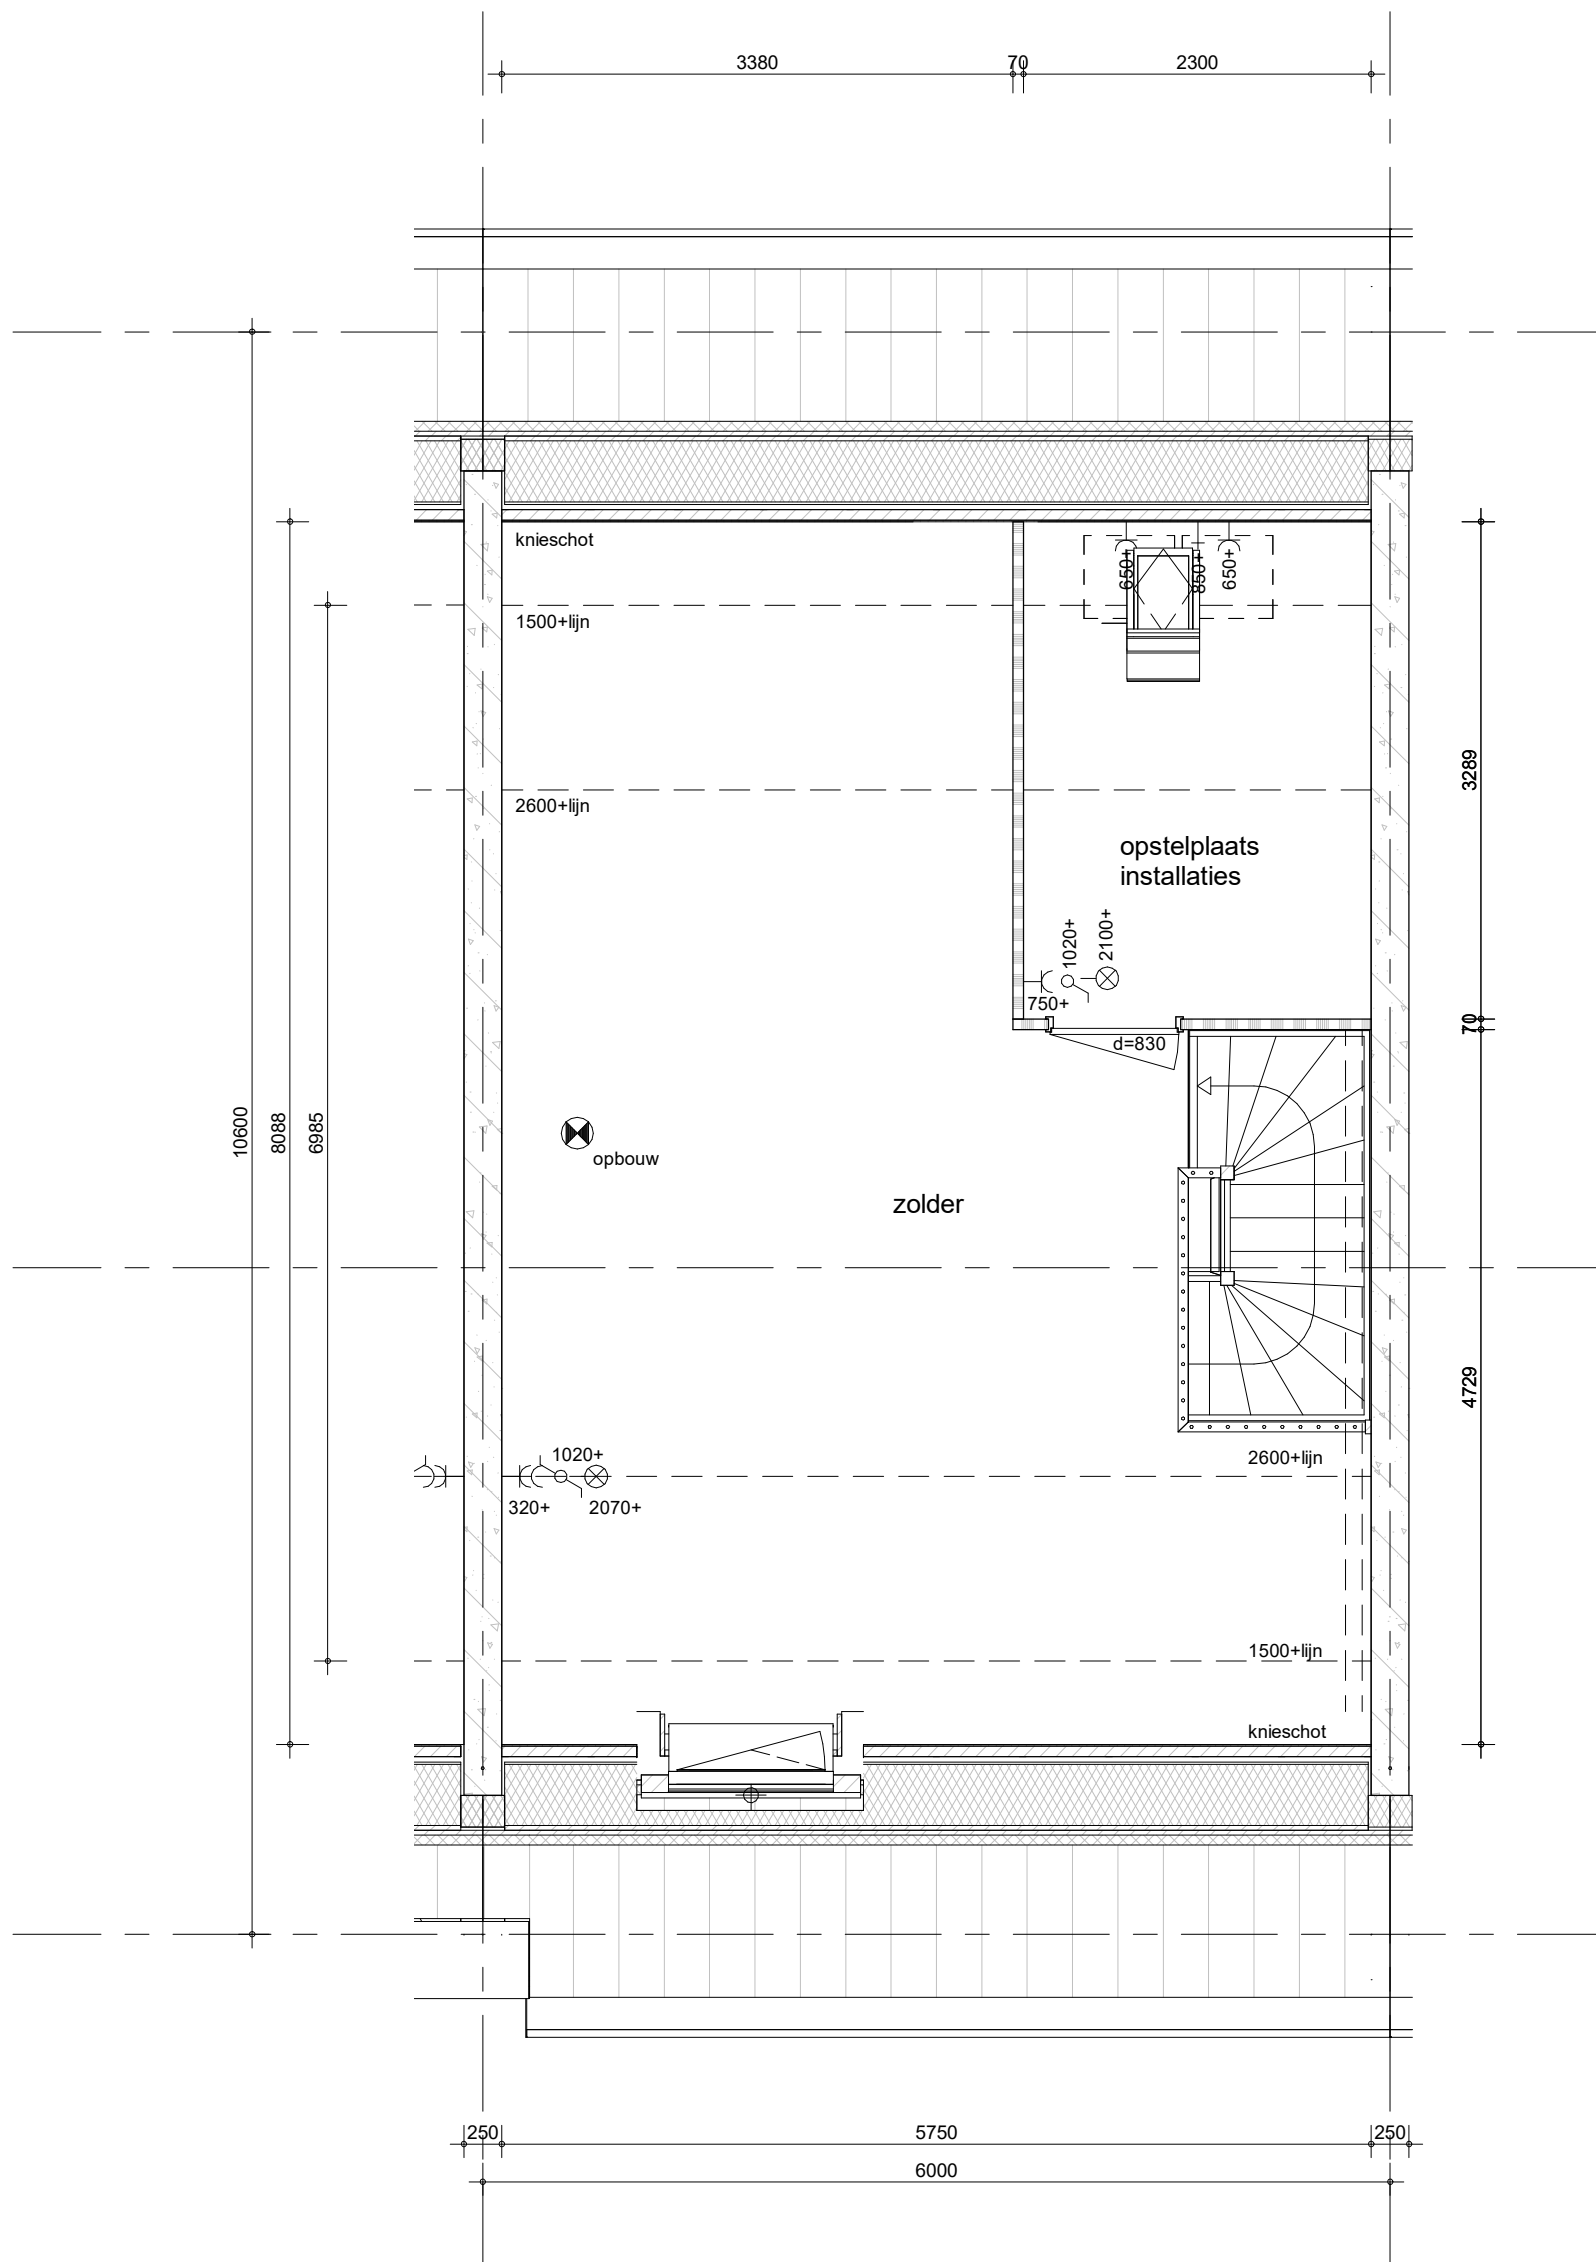 3380
70
2300
knieschot
650+
850+
650+
1500+lijn
3289
2600+lijn
opstelplaats
installaties
1020+
2100+
750+
70
d=830
10600
8088
6985
opbouw
zolder
4729
1020+
2600+lijn
320+
2070+
1500+lijn
knieschot
250
5750
250
6000